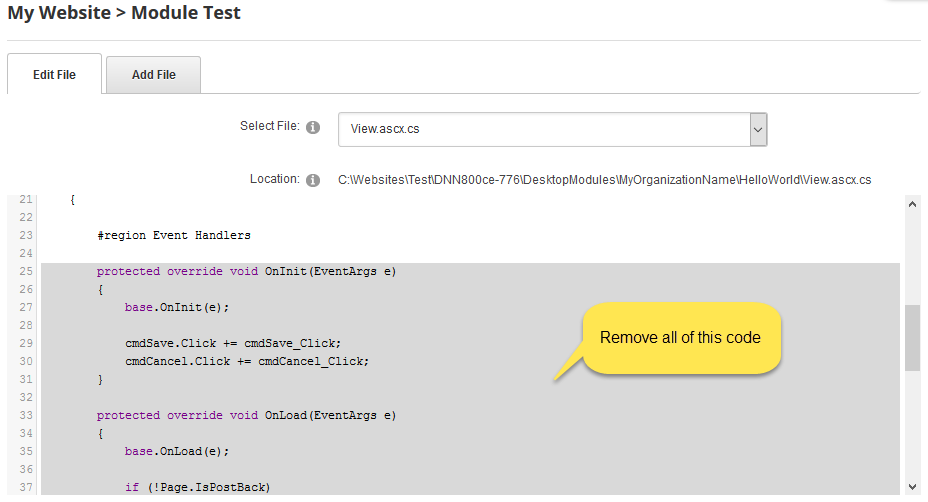 My Website > Module Test
Edit File
Add File
Select File:
View.ascx.cs
Location:
C:\Websites\Test\DNN800ce-776\DesktopModules\MyOrganizationName\HelloWorld\View.ascx.cs
21 {
22
23 #region Event Handlers
24
25 protected override void OnInit(EventArgs e)
26 {
27 base.OnInit(e);
28
29 cmdSave.Click += cmdSave_Click;
30 cmdCancel.Click += cmdCancel_Click;
31 }
32
33 protected override void OnLoad(EventArgs e)
34 {
35 base.OnLoad(e);
36
37 if (!Page.IsPostBack)
Remove all of this code